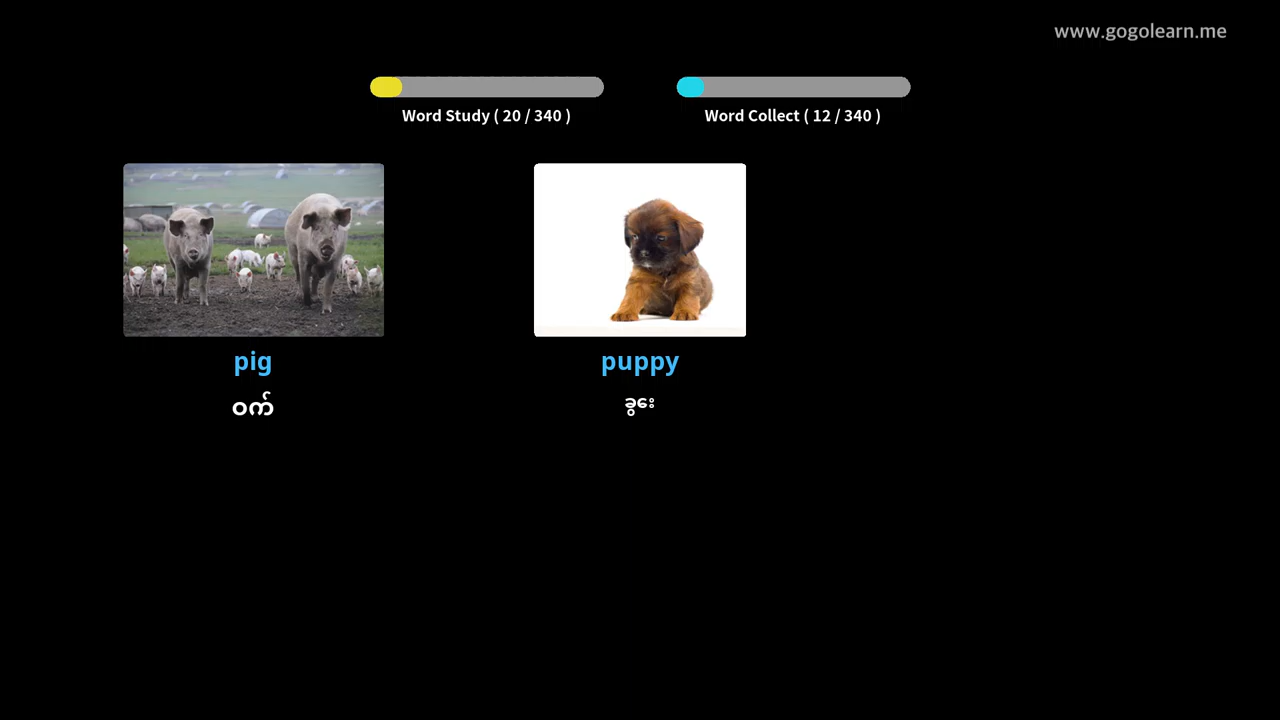 www.gogolearn.me
Word Study ( 20 / 340 )
Word Collect ( 12 / 340 )
pig
puppy
ဝက်
ခွေး